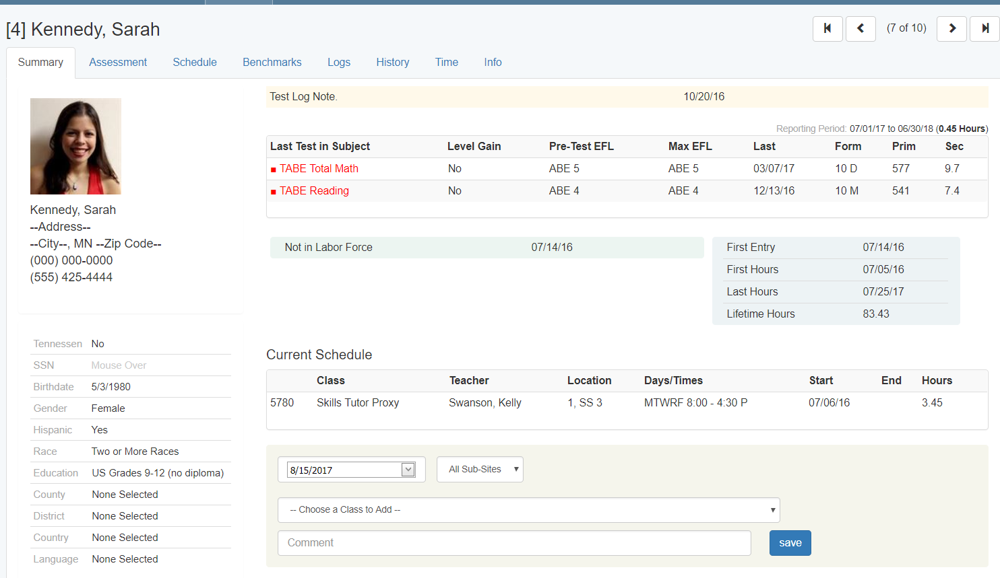 [4] Kennedy, Sarah
(7 of 10)
Summary Assessment Schedule Benchmarks Logs History Time Info
Kennedy, Sarah
--Address--
--City--, MN --Zip Code--
(000) 000-0000
(555) 425-4444
Tennessen No
SSN Mouse Over
Birthdate 5/3/1980
Gender Female
Hispanic Yes
Race Two or More Races
Education US Grades 9-12 (no diploma)
County None Selected
District None Selected
Country None Selected
Language None Selected
Test Log Note. 10/20/16
Reporting Period: 07/01/17 to 06/30/18 (0.45 Hours)
Last Test in Subject Level Gain Pre-Test EFL Max EFL Last Form Prim Sec
TABE Total Math No ABE 5 ABE 5 03/07/17 10 D 577 9.7
TABE Reading No ABE 4 ABE 4 12/13/16 10 M 541 7.4
Not in Labor Force 07/14/16
First Entry 07/14/16
First Hours 07/05/16
Last Hours 07/25/17
Lifetime Hours 83.43
Current Schedule
Class Teacher Location Days/Times Start End Hours
5780 Skills Tutor Proxy Swanson, Kelly 1, SS 3 MTWRF 8:00 - 4:30 P 07/06/16 3.45
8/15/2017 All Sub-Sites
-- Choose a Class to Add --
Comment save